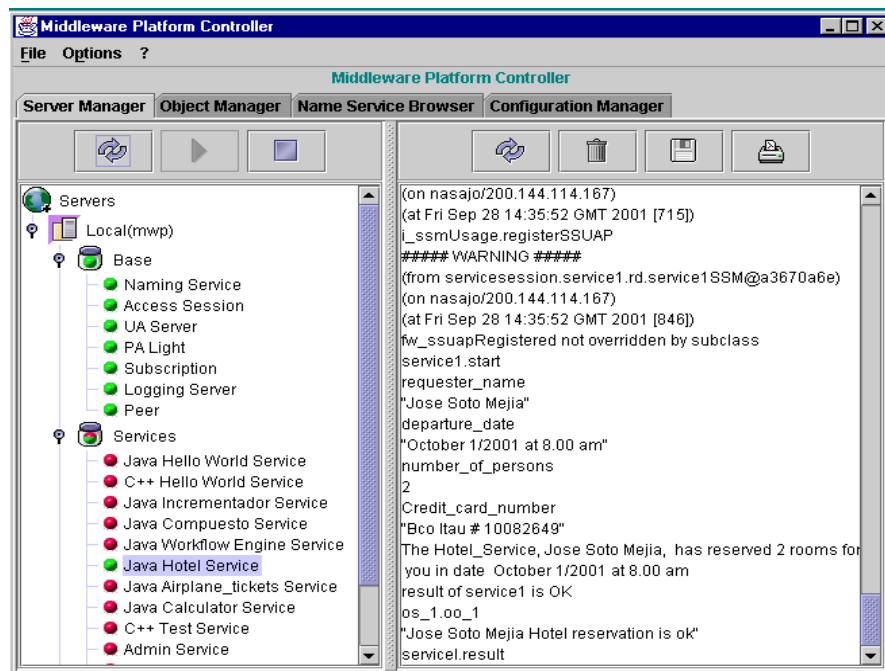 Middleware Platform Controller
File Options ?
Middleware Platform Controller
Server Manager Object Manager Name Service Browser Configuration Manager
Servers
Local(mwp)
Base
Naming Service
Access Session
UA Server
PA Light
Subscription
Logging Server
Peer
Services
Java Hello World Service
C++ Hello World Service
Java Incrementador Service
Java Compuesto Service
Java Workflow Engine Service
Java Hotel Service
Java Airplane_tickets Service
Java Calculator Service
C++ Test Service
Admin Service
(on nasajo/200.144.114.167)
(at Fri Sep 28 14:35:52 GMT 2001 [715])
i_ssmUsage.registerSSUAP
##### WARNING #####
(from servicesession.service1.rd.service1SSM@a3670a6e)
(on nasajo/200.144.114.167)
(at Fri Sep 28 14:35:52 GMT 2001 [846])
fw_ssuapRegistered not overridden by subclass
service1.start
requester_name
"Jose Soto Mejia"
departure_date
"October 1/2001 at 8.00 am"
number_of_persons
2
Credit_card_number
"Bco Itau # 10082649"
The Hotel_Service, Jose Soto Mejia,  has reserved 2 rooms for
you in date  October 1/2001 at 8.00 am
result of service1 is OK
os_1.oo_1
"Jose Soto Mejia Hotel reservation is ok"
servicel.result